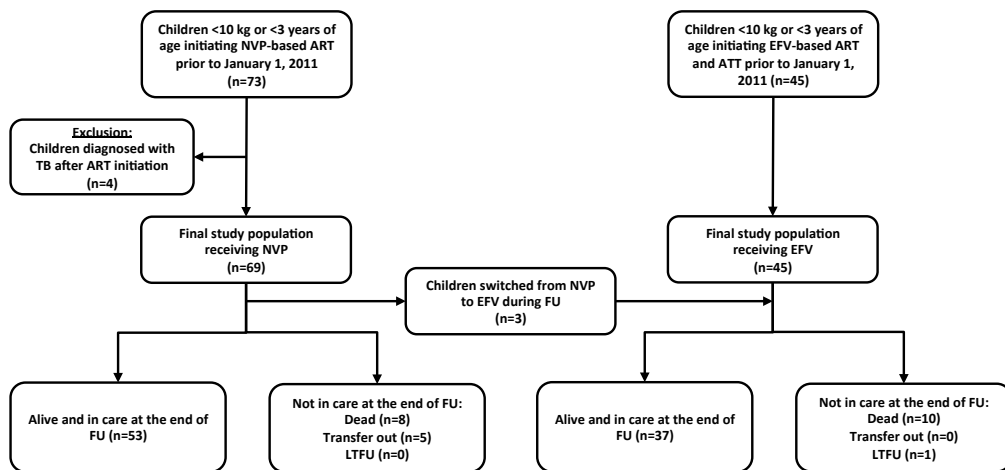 Children <10 kg or <3 years of
age initiating NVP-based ART
prior to January 1, 2011
(n=73)
Children <10 kg or <3 years of
age initiating EFV-based ART
and ATT prior to January 1,
2011 (n=45)
Exclusion:
Children diagnosed with
TB after ART initiation
(n=4)
Final study population
receiving NVP
(n=69)
Final study population
receiving EFV
(n=45)
Children switched from NVP
to EFV during FU
(n=3)
Alive and in care at the end of
FU (n=53)
Not in care at the end of FU:
Dead (n=8)
Transfer out (n=5)
LTFU (n=0)
Alive and in care at the end of
FU (n=37)
Not in care at the end of FU:
Dead (n=10)
Transfer out (n=0)
LTFU (n=1)